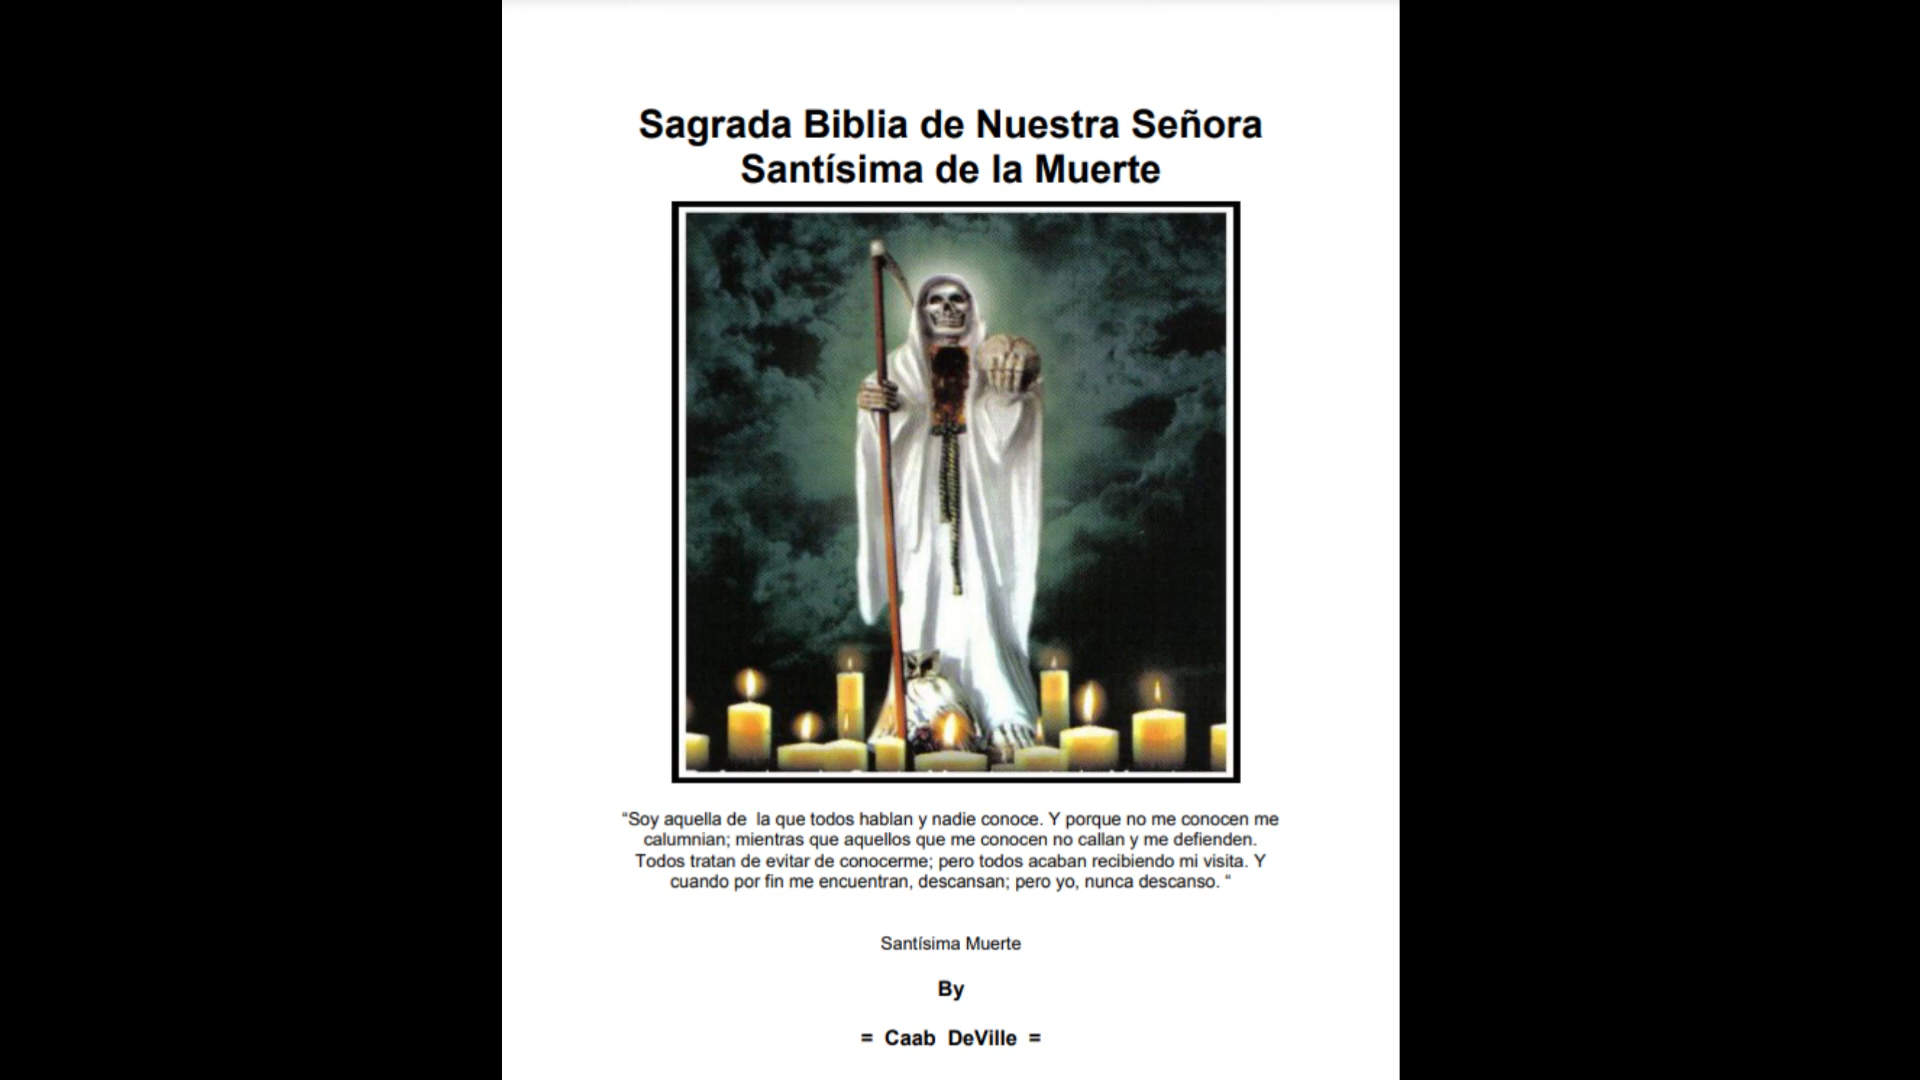 Sagrada Biblia de Nuestra Señora
Santísima de la Muerte
“Soy aquella de  la que todos hablan y nadie conoce. Y porque no me conocen me
calumnian; mientras que aquellos que me conocen no callan y me defienden.
Todos tratan de evitar de conocerme; pero todos acaban recibiendo mi visita. Y
cuando por fin me encuentran, descansan; pero yo, nunca descanso. “
Santísima Muerte
By
=  Caab  DeVille  =